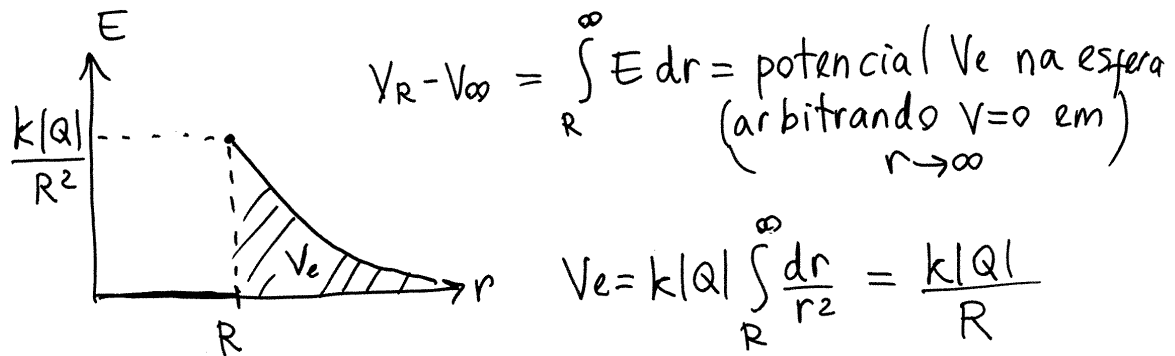 E
k|Q|
R²
Ve
r
R
V_R - V_∞ = ∫_R^∞ E dr = potencial Ve na esfera
(arbitrando V=0 em)
r→∞
Ve = k|Q| ∫_R^∞ dr/r² = k|Q|/R